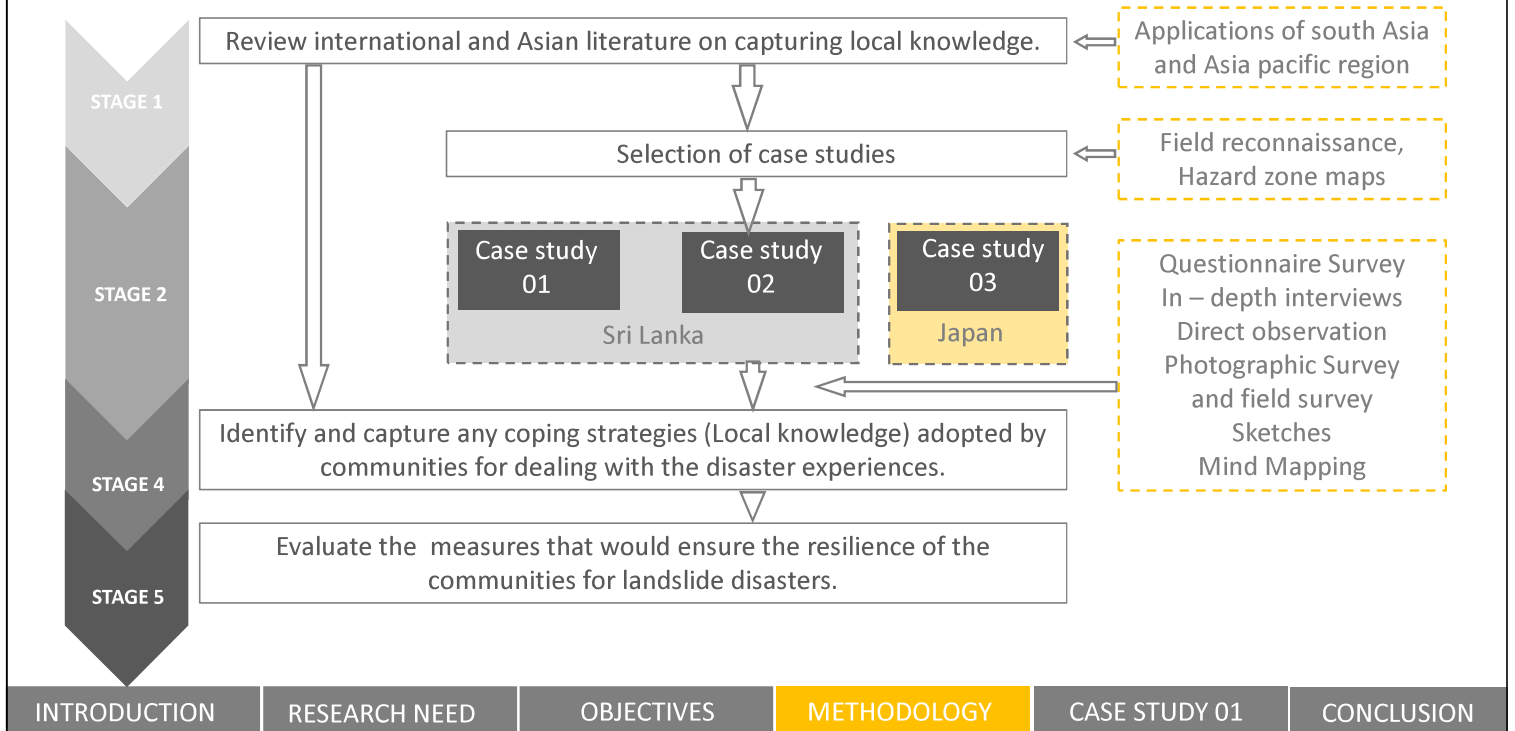 STAGE 1
Review international and Asian literature on capturing local knowledge.
Applications of south Asia
and Asia pacific region
Selection of case studies
Field reconnaissance,
Hazard zone maps
STAGE 2
Case study
01
Case study
02
Sri Lanka
Case study
03
Japan
Questionnaire Survey
In – depth interviews
Direct observation
Photographic Survey
and field survey
Sketches
Mind Mapping
STAGE 4
Identify and capture any coping strategies (Local knowledge) adopted by
communities for dealing with the disaster experiences.
STAGE 5
Evaluate the  measures that would ensure the resilience of the
communities for landslide disasters.
INTRODUCTION
RESEARCH NEED
OBJECTIVES
METHODOLOGY
CASE STUDY 01
CONCLUSION